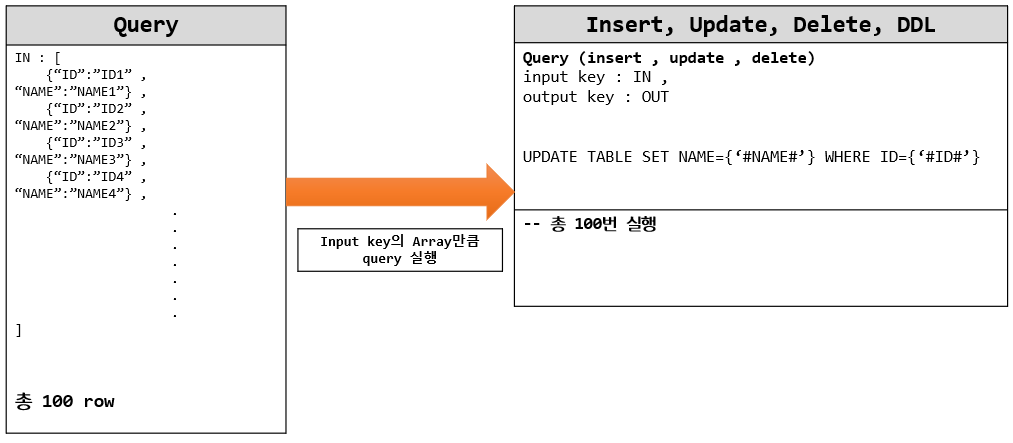 Query
IN : [
{“ID”:”ID1” ,
“NAME”:”NAME1”} ,
{“ID”:”ID2” ,
“NAME”:”NAME2”} ,
{“ID”:”ID3” ,
“NAME”:”NAME3”} ,
{“ID”:”ID4” ,
“NAME”:”NAME4”} ,
.
.
.
.
.
.
.
]
총 100 row
Input key의 Array만큼
query 실행
Insert, Update, Delete, DDL
Query (insert , update , delete)
input key : IN ,
output key : OUT
UPDATE TABLE SET NAME={‘#NAME#’} WHERE ID={‘#ID#’}
-- 총 100번 실행